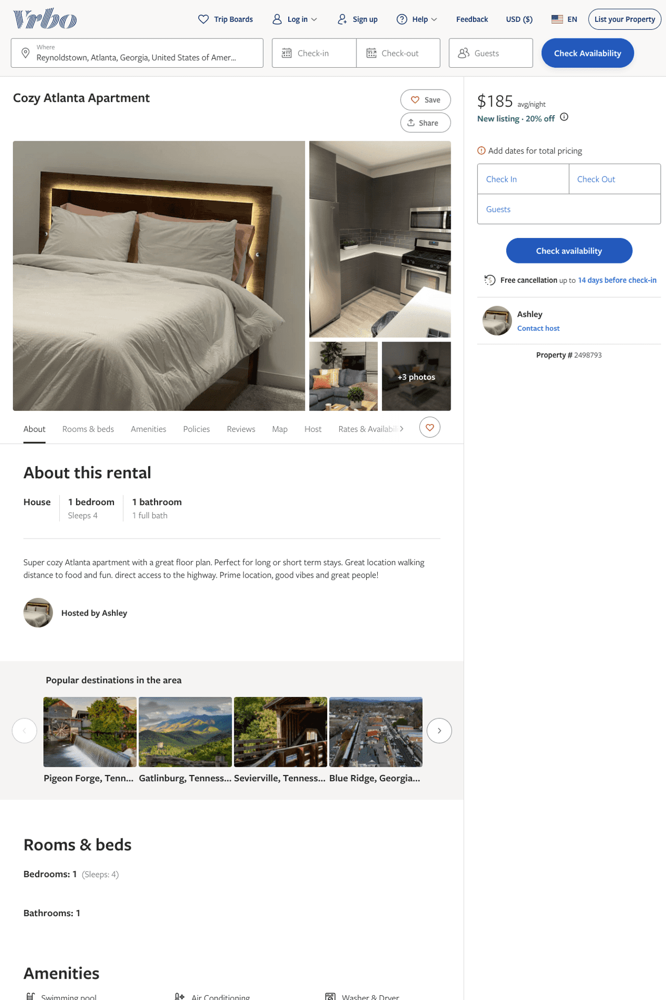 Vrbo
Trip Boards
Log in
Sign up
Help
Feedback
USD ($)
EN
List your Property
Where
Reynoldstown, Atlanta, Georgia, United States of Amer...
Check-in
Check-out
Guests
Check Availability
Cozy Atlanta Apartment
Save
Share
+3 photos
$185 avg/night
New listing · 20% off
Add dates for total pricing
Check In
Check Out
Guests
Check availability
Free cancellation up to 14 days before check-in
Ashley
Contact host
Property # 2498793
About
Rooms & beds
Amenities
Policies
Reviews
Map
Host
Rates & Availabili
About this rental
House
1 bedroom
Sleeps 4
1 bathroom
1 full bath
Super cozy Atlanta apartment with a great floor plan. Perfect for long or short term stays. Great location walking
distance to food and fun. direct access to the highway. Prime location, good vibes and great people!
Hosted by Ashley
Popular destinations in the area
Pigeon Forge, Tenn...
Gatlinburg, Tenness...
Sevierville, Tenness...
Blue Ridge, Georgia...
Rooms & beds
Bedrooms: 1 (Sleeps: 4)
Bathrooms: 1
Amenities
Swimming pool
Air Conditioning
Washer & Dryer